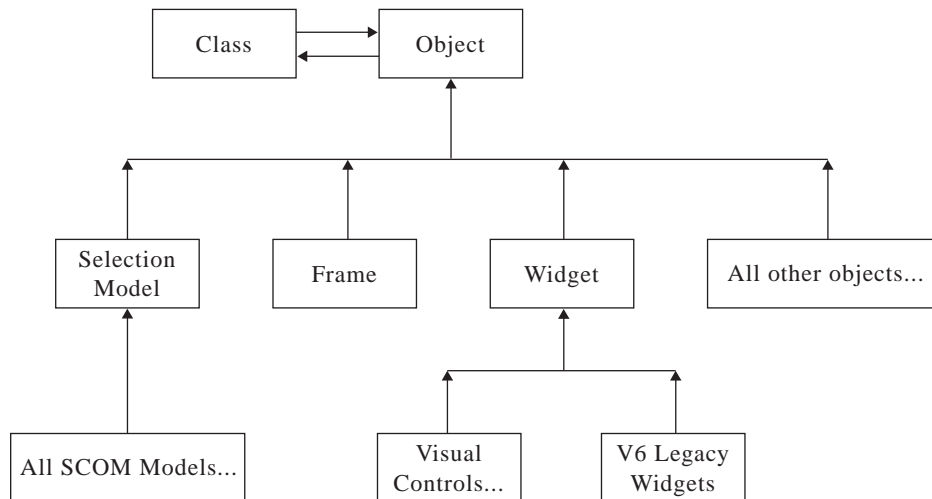 Class
Object
Selection
Model
Frame
Widget
All other objects...
All SCOM Models...
Visual
Controls...
V6 Legacy
Widgets